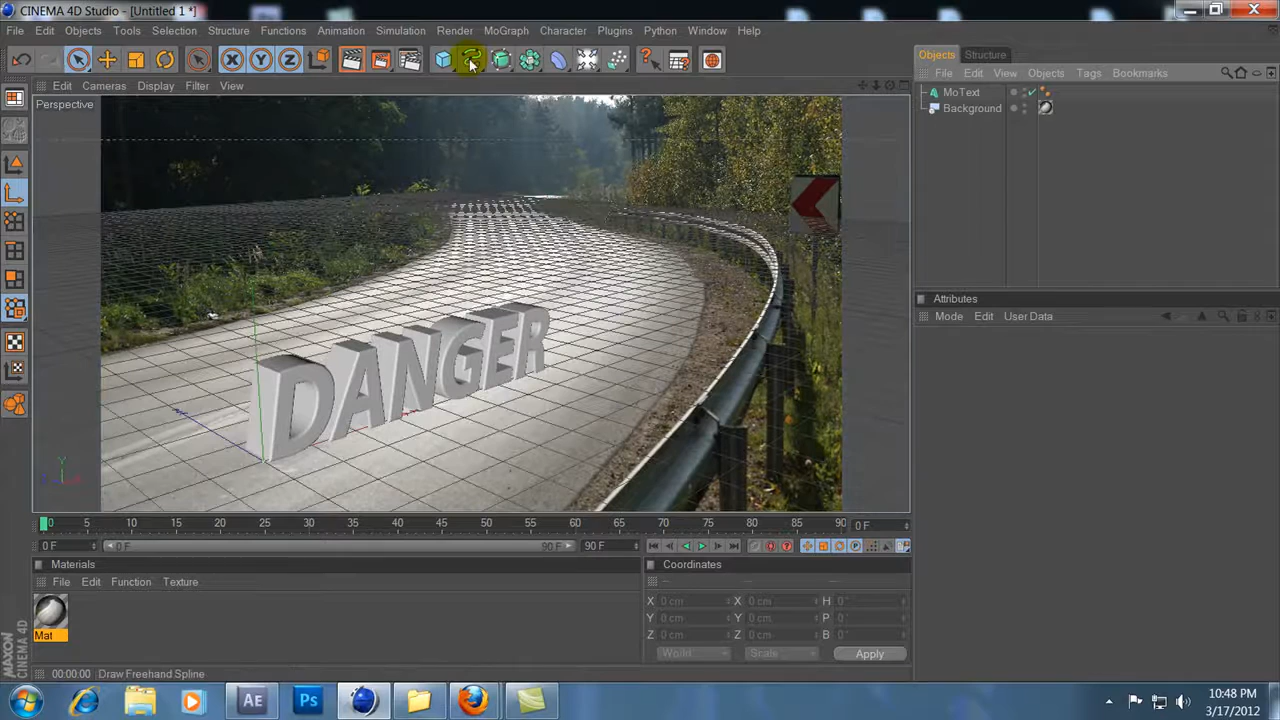 CINEMA 4D Studio - [Untitled 1 *]
File Edit Objects Tools Selection Structure Functions Animation Simulation Render MoGraph Character Plugins Python Window Help
X Y Z
Objects Structure
File Edit View Objects Tags Bookmarks
Edit Cameras Display Filter View
Perspective
MoText
Background
DANGER
Y
Attributes
Mode Edit User Data
0 5 10 15 20 25 30 35 40 45 50 55 60 65 70 75 80 85 90 0 F
0 F 0 F 90 F 90 F
Materials
File Edit Function Texture
Mat
Coordinates
X 0 cm X 0 cm H 0°
Y 0 cm Y 0 cm P 0°
Z 0 cm Z 0 cm B 0°
World Scale Apply
MAXON CINEMA 4D
00:00:00 Draw Freehand Spline
AE Ps
10:48 PM
3/17/2012